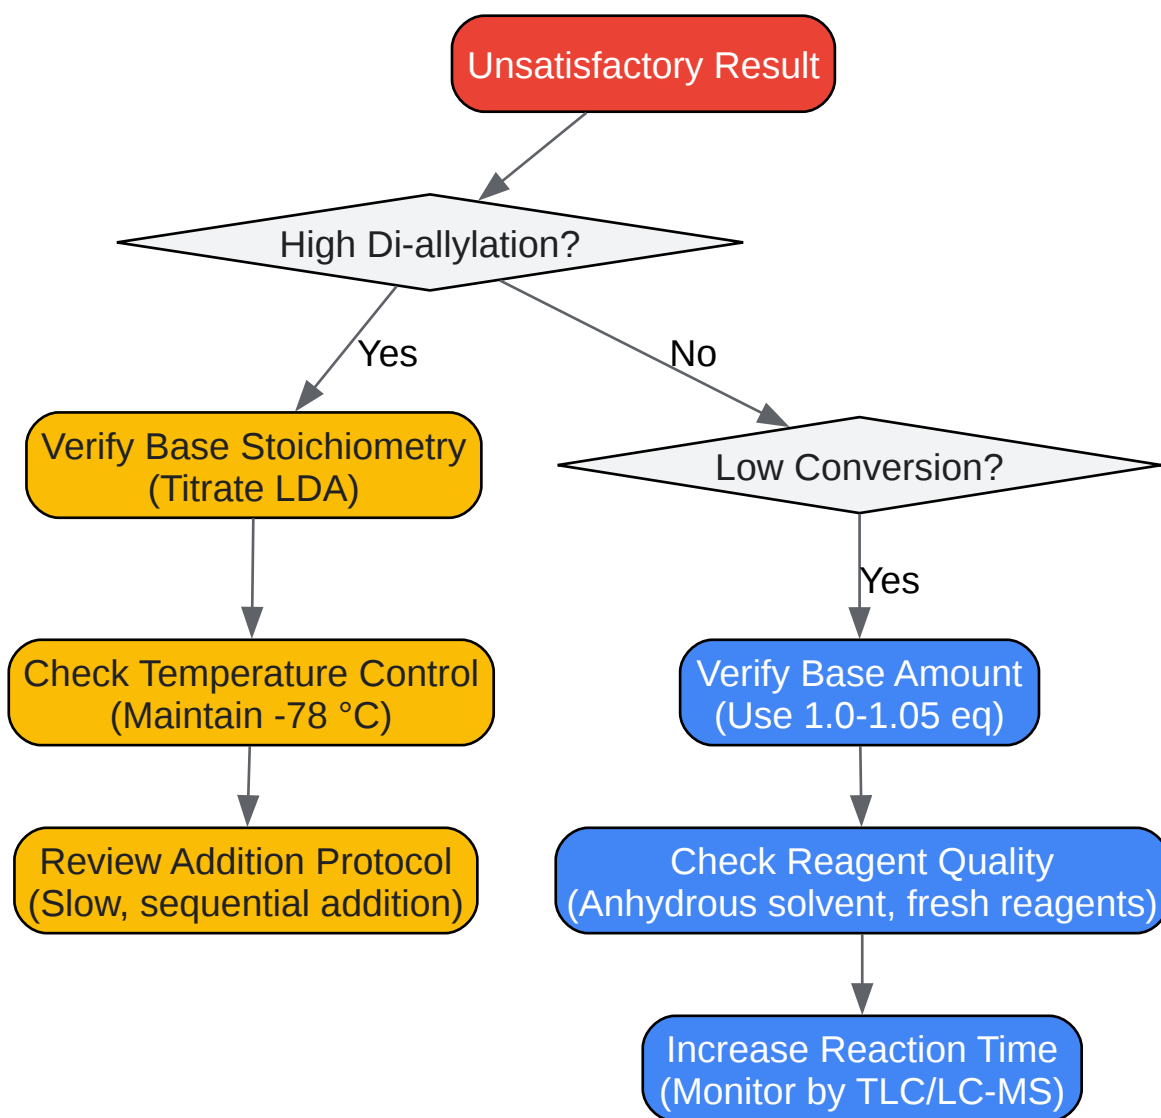 Unsatisfactory Result
High Di-allylation?
Yes
No
Verify Base Stoichiometry
(Titrate LDA)
Low Conversion?
Yes
Check Temperature Control
(Maintain -78 °C)
Verify Base Amount
(Use 1.0-1.05 eq)
Review Addition Protocol
(Slow, sequential addition)
Check Reagent Quality
(Anhydrous solvent, fresh reagents)
Increase Reaction Time
(Monitor by TLC/LC-MS)